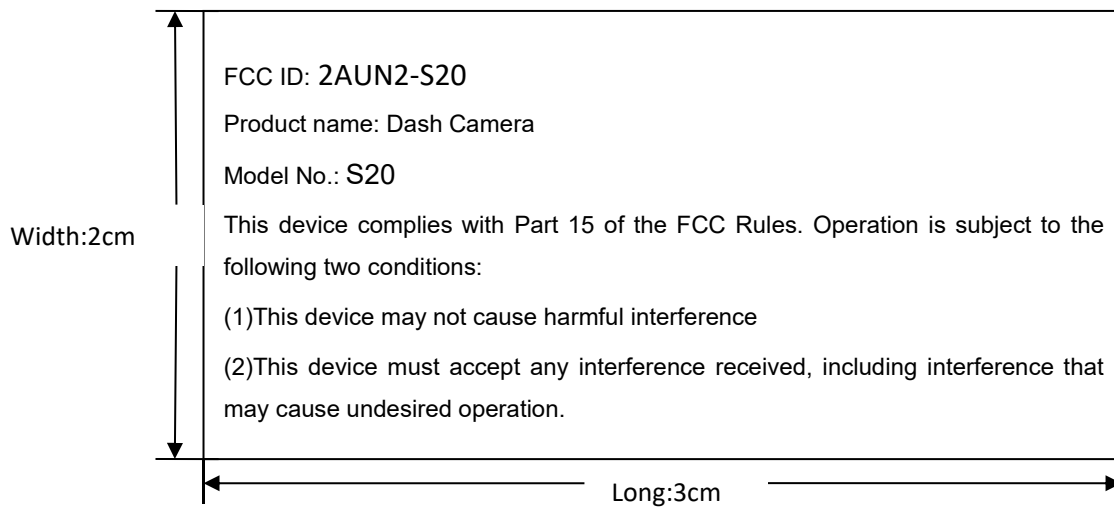 FCC ID: 2AUN2-S20
Product name: Dash Camera
Model No.: S20
Width:2cm
This device complies with Part 15 of the FCC Rules. Operation is subject to the
following two conditions:
(1)This device may not cause harmful interference
(2)This device must accept any interference received, including interference that
may cause undesired operation.
Long:3cm